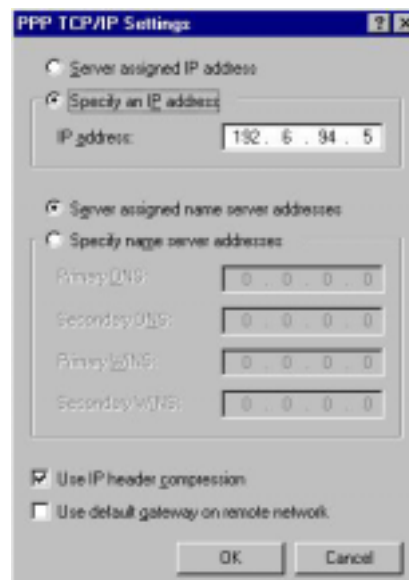 PPP TCP/IP Settings
Server assigned IP address
Specify an IP address
IP address: 192 . 6 . 94 . 5
Server assigned name server addresses
Specify name server addresses
Primary DNS: 0 . 0 . 0 . 0
Secondary DNS: 0 . 0 . 0 . 0
Primary WINS: 0 . 0 . 0 . 0
Secondary WINS: 0 . 0 . 0 . 0
Use IP header compression
Use default gateway on remote network
OK Cancel